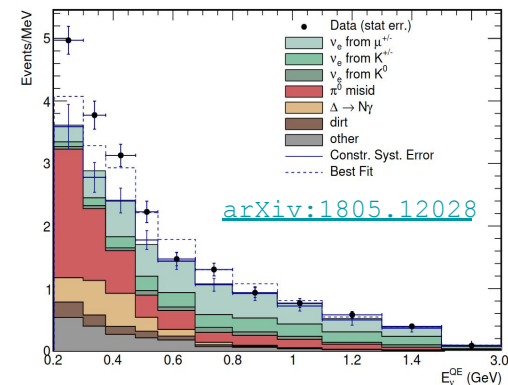 Events/MeV
5
4
3
2
1
0
Data (stat err.)
νe from μ+/-
νe from K+/-
νe from K0
π0 misid
Δ → Nγ
dirt
other
Constr. Syst. Error
Best Fit
arXiv:1805.12028
0.2 0.4 0.6 0.8 1 1.2 1.4 3.0
EνQE (GeV)